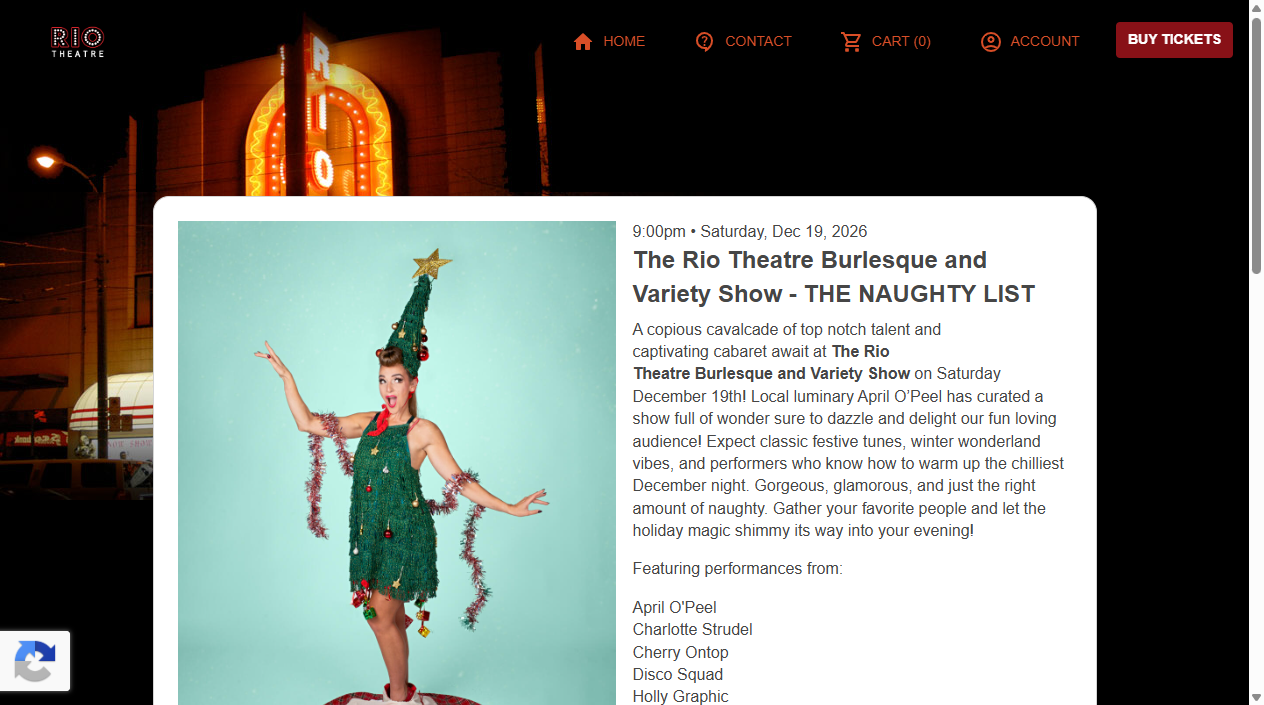 RIO
THEATRE
HOME
CONTACT
CART (0)
ACCOUNT
BUY TICKETS
RIO
9:00pm • Saturday, Dec 19, 2026
The Rio Theatre Burlesque and
Variety Show - THE NAUGHTY LIST
A copious cavalcade of top notch talent and
captivating cabaret await at The Rio
Theatre Burlesque and Variety Show on Saturday
December 19th! Local luminary April O’Peel has curated a
show full of wonder sure to dazzle and delight our fun loving
audience! Expect classic festive tunes, winter wonderland
vibes, and performers who know how to warm up the chilliest
December night. Gorgeous, glamorous, and just the right
amount of naughty. Gather your favorite people and let the
holiday magic shimmy its way into your evening!
Featuring performances from:
April O'Peel
Charlotte Strudel
Cherry Ontop
Disco Squad
Holly Graphic